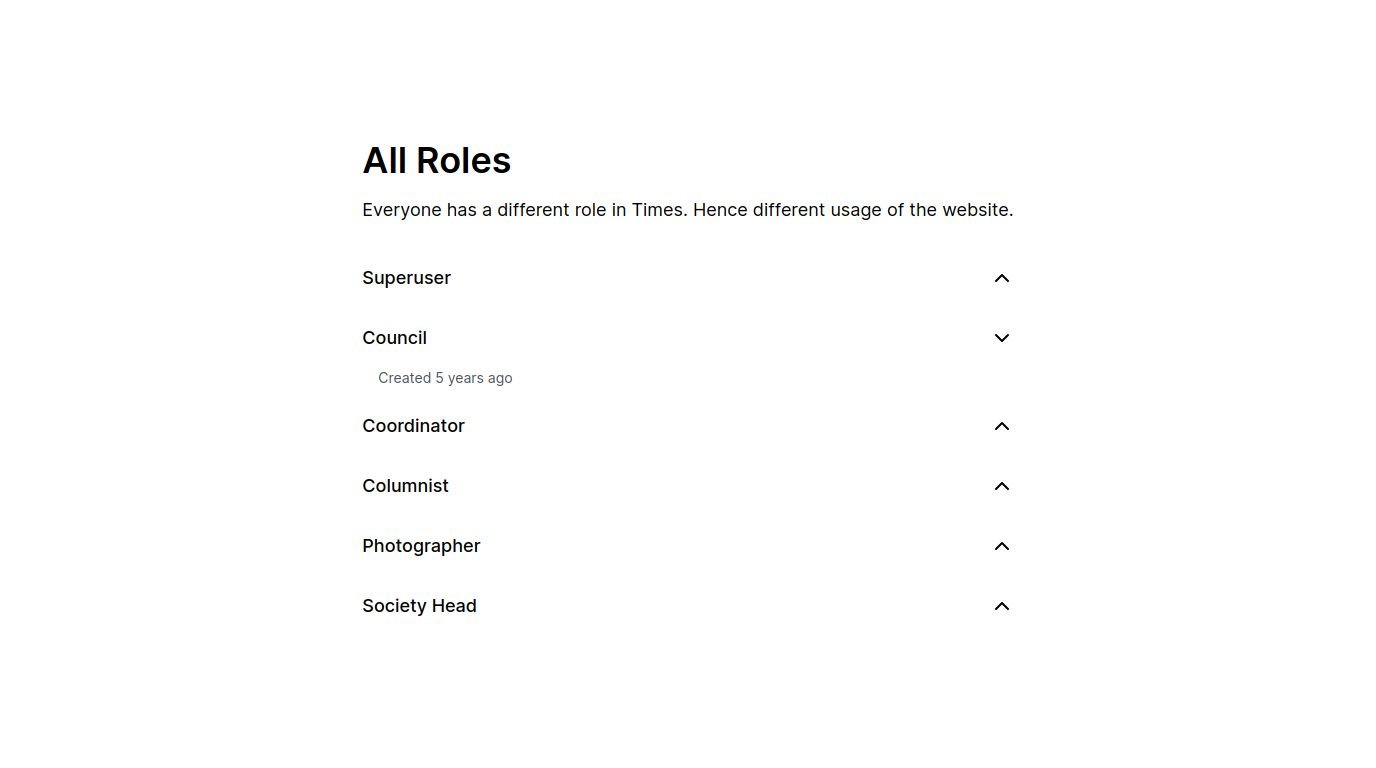 All Roles
Everyone has a different role in Times. Hence different usage of the website.
Superuser
Council
Created 5 years ago
Coordinator
Columnist
Photographer
Society Head